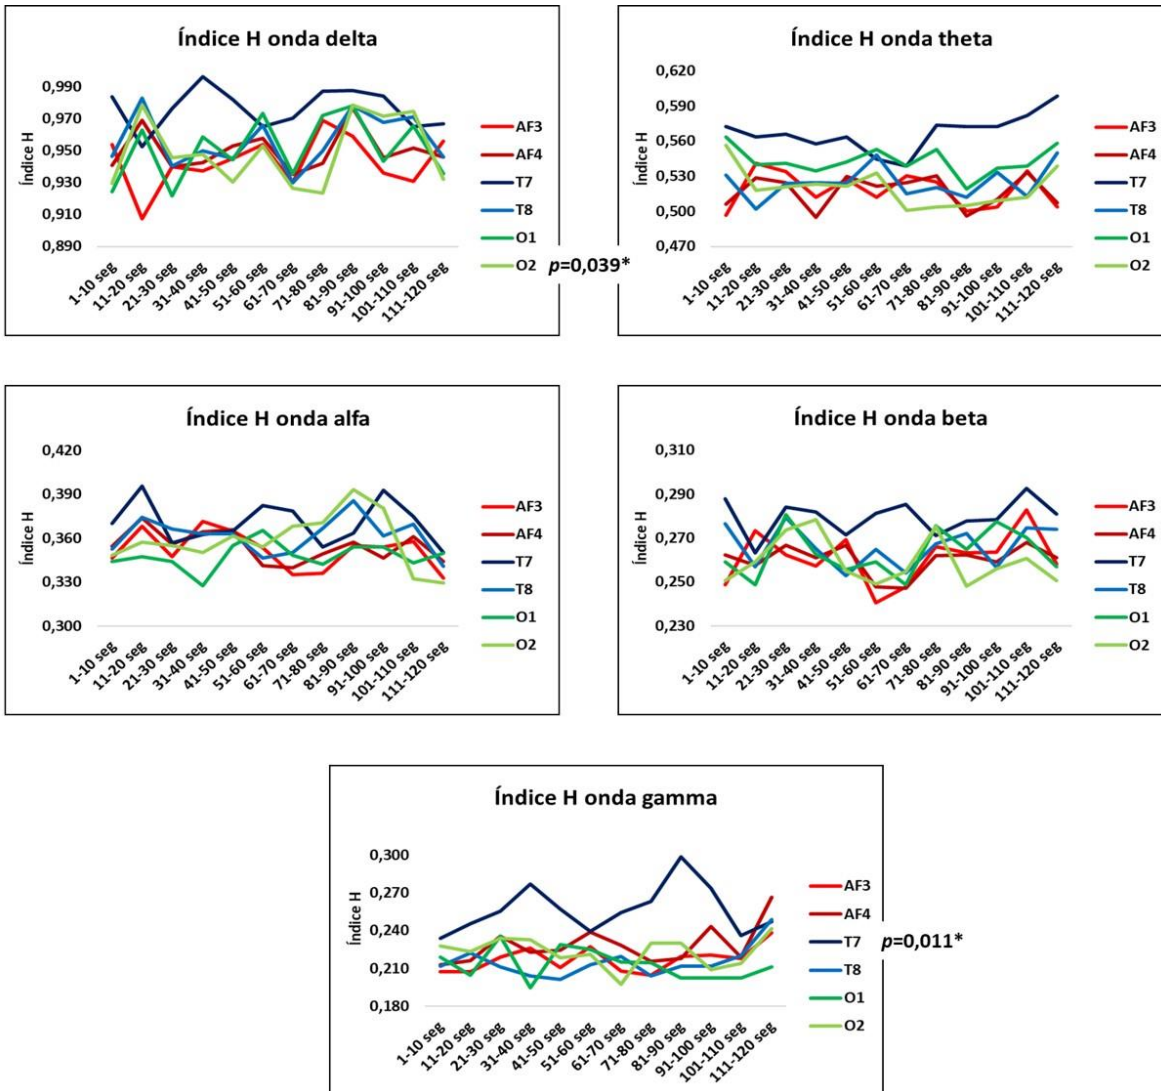 Índice H onda delta
Índice H
0,990
0,970
0,950
0,930
0,910
0,890
1-10 seg
11-20 seg
21-30 seg
31-40 seg
41-50 seg
51-60 seg
61-70 seg
71-80 seg
81-90 seg
91-100 seg
101-110 seg
111-120 seg
AF3
AF4
T7
T8
O1
O2
p=0,039*
Índice H onda theta
Índice H
0,620
0,590
0,560
0,530
0,500
0,470
1-10 seg
11-20 seg
21-30 seg
31-40 seg
41-50 seg
51-60 seg
61-70 seg
71-80 seg
81-90 seg
91-100 seg
101-110 seg
111-120 seg
AF3
AF4
T7
T8
O1
O2
Índice H onda alfa
Índice H
0,420
0,390
0,360
0,330
0,300
1-10 seg
11-20 seg
21-30 seg
31-40 seg
41-50 seg
51-60 seg
61-70 seg
71-80 seg
81-90 seg
91-100 seg
101-110 seg
111-120 seg
AF3
AF4
T7
T8
O1
O2
Índice H onda beta
Índice H
0,310
0,290
0,270
0,250
0,230
1-10 seg
11-20 seg
21-30 seg
31-40 seg
41-50 seg
51-60 seg
61-70 seg
71-80 seg
81-90 seg
91-100 seg
101-110 seg
111-120 seg
AF3
AF4
T7
T8
O1
O2
Índice H onda gamma
Índice H
0,300
0,270
0,240
0,210
0,180
1-10 seg
11-20 seg
21-30 seg
31-40 seg
41-50 seg
51-60 seg
61-70 seg
71-80 seg
81-90 seg
91-100 seg
101-110 seg
111-120 seg
AF3
AF4
T7
T8
O1
O2
p=0,011*